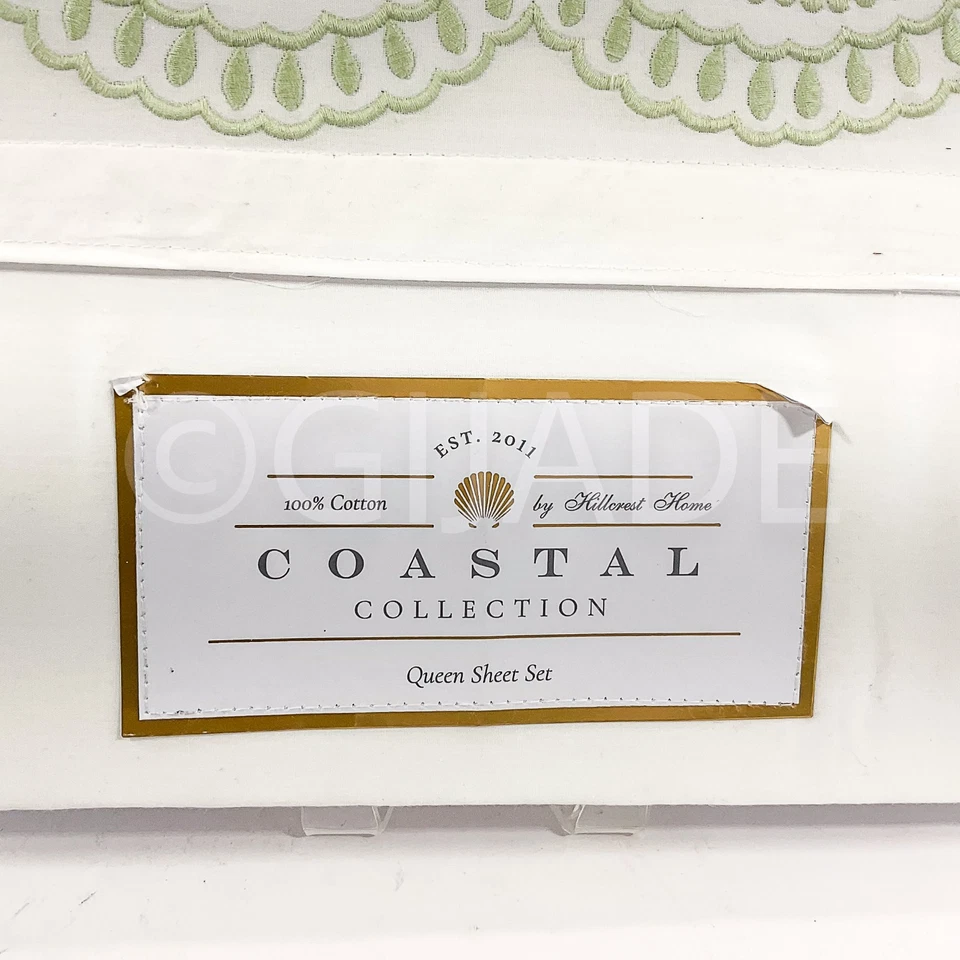 ©GIJADE
EST. 2011
100% Cotton
by Hillcrest Home
COASTAL
COLLECTION
Queen Sheet Set